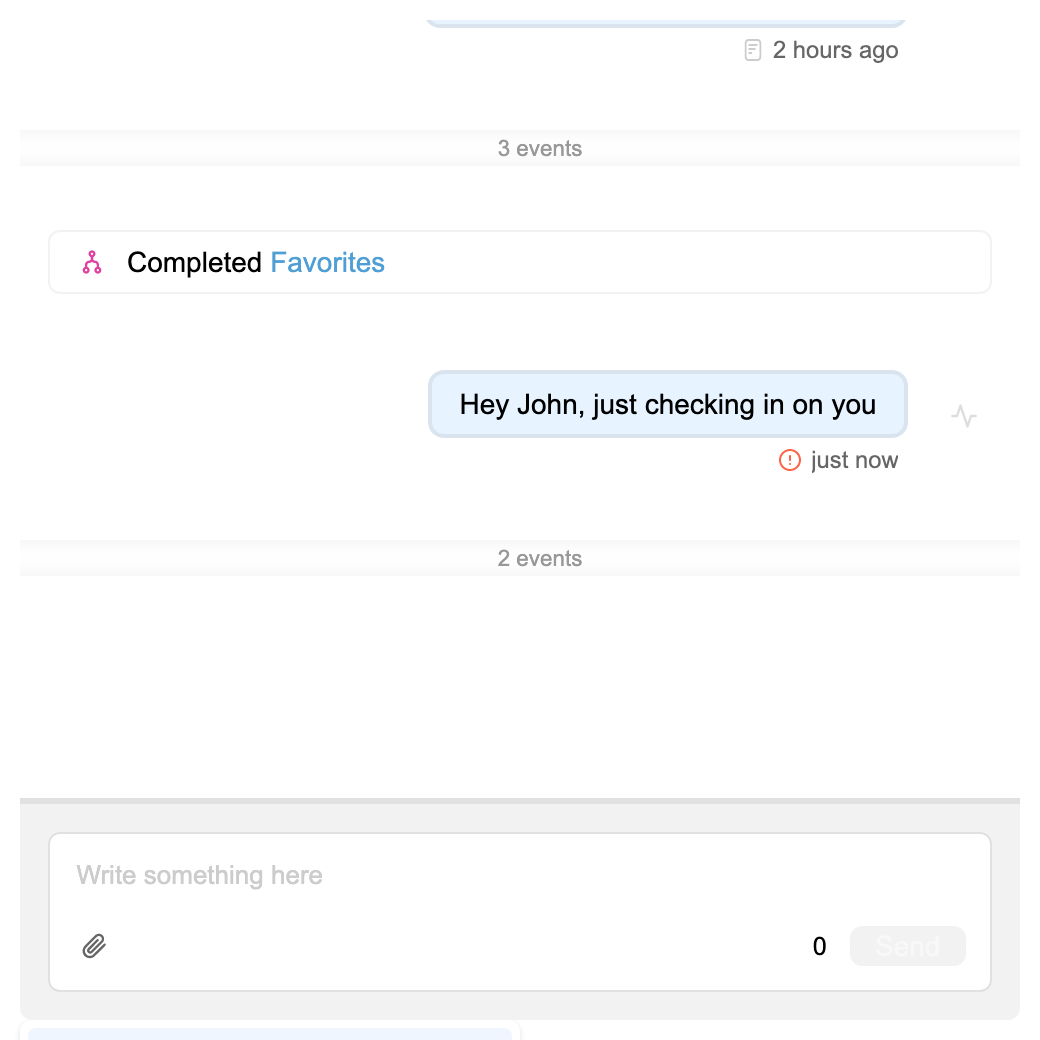 2 hours ago
3 events
Completed Favorites
Hey John, just checking in on you
just now
2 events
Write something here
0 Send